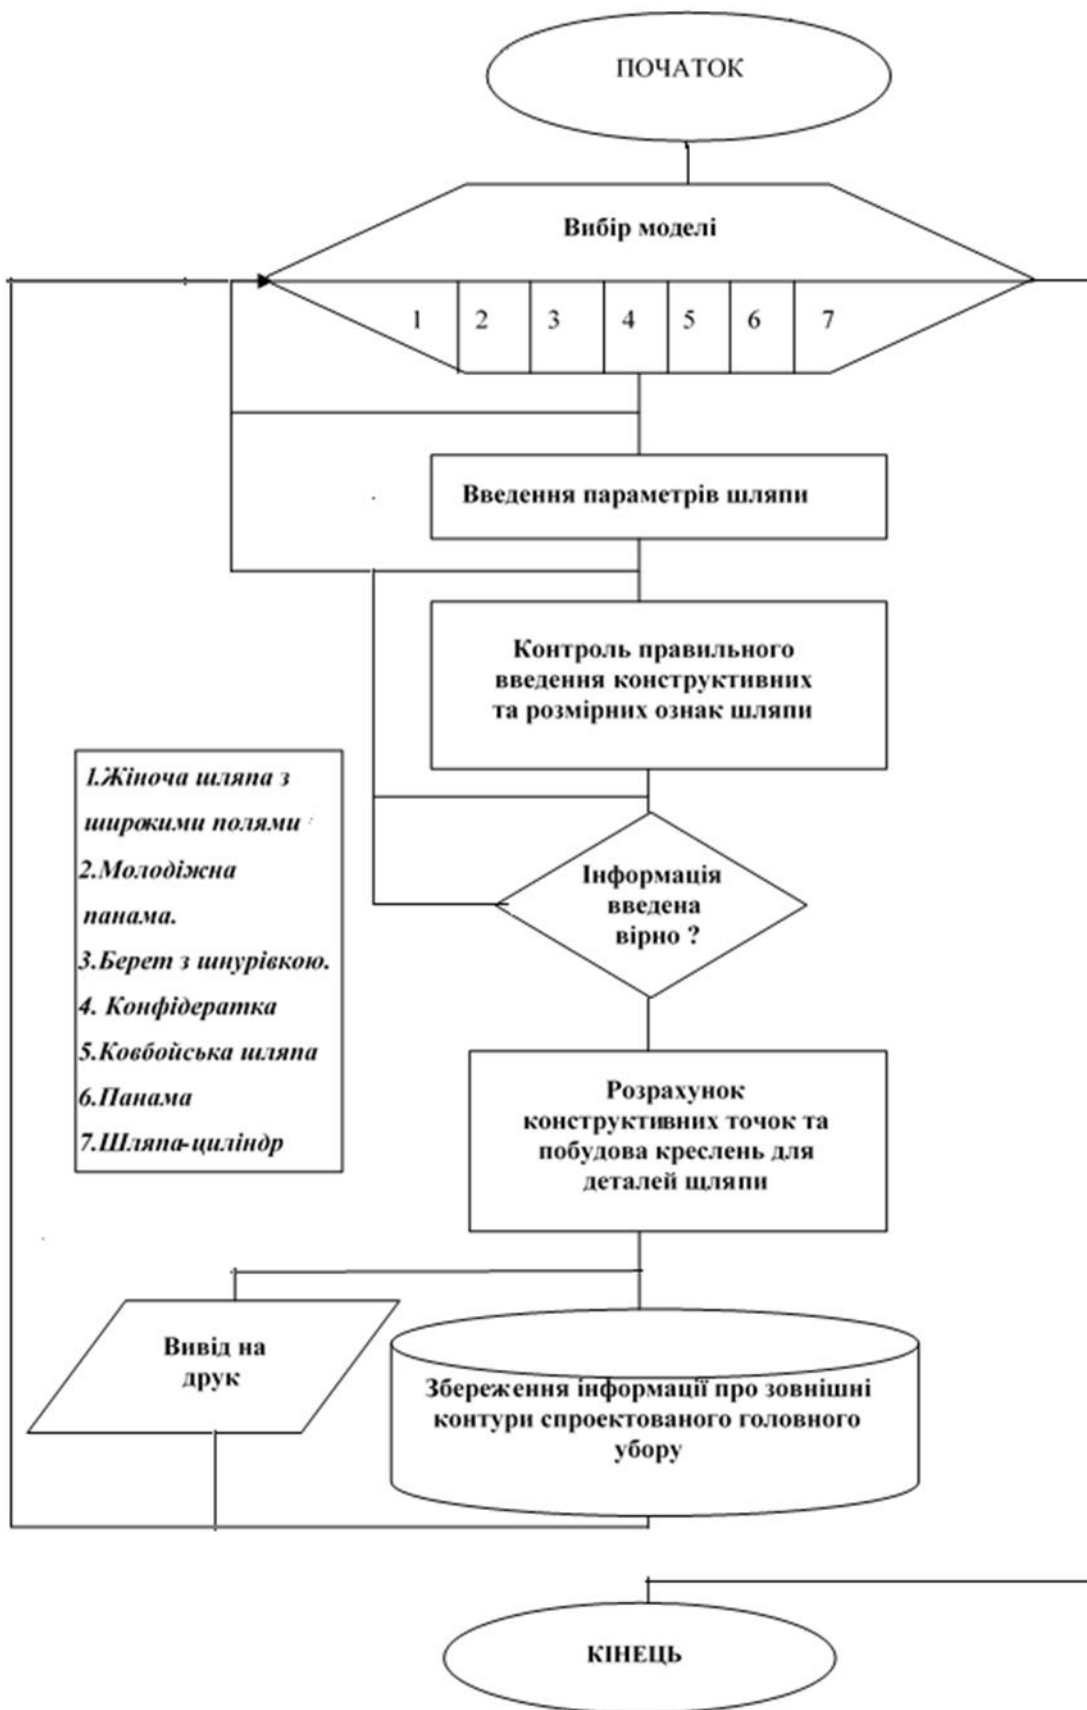 ПОЧАТОК
Вибір моделі
1 2 3 4 5 6 7
Введення параметрів шляпи
Контроль правильного
введення конструктивних
та розмірних ознак шляпи
1.Жіноча шляпа з
широкими полями
2.Молодіжна
панама.
3.Берет з шнурівкою.
4. Конфідератка
5.Ковбойська шляпа
6.Панама
7.Шляпа-циліндр
Інформація
введена
вірно ?
Розрахунок
конструктивних точок та
побудова креслень для
деталей щляпи
Вивід на
друк
Збереження інформації про зовнішні
контури спроектованого головного
убору
КІНЕЦЬ